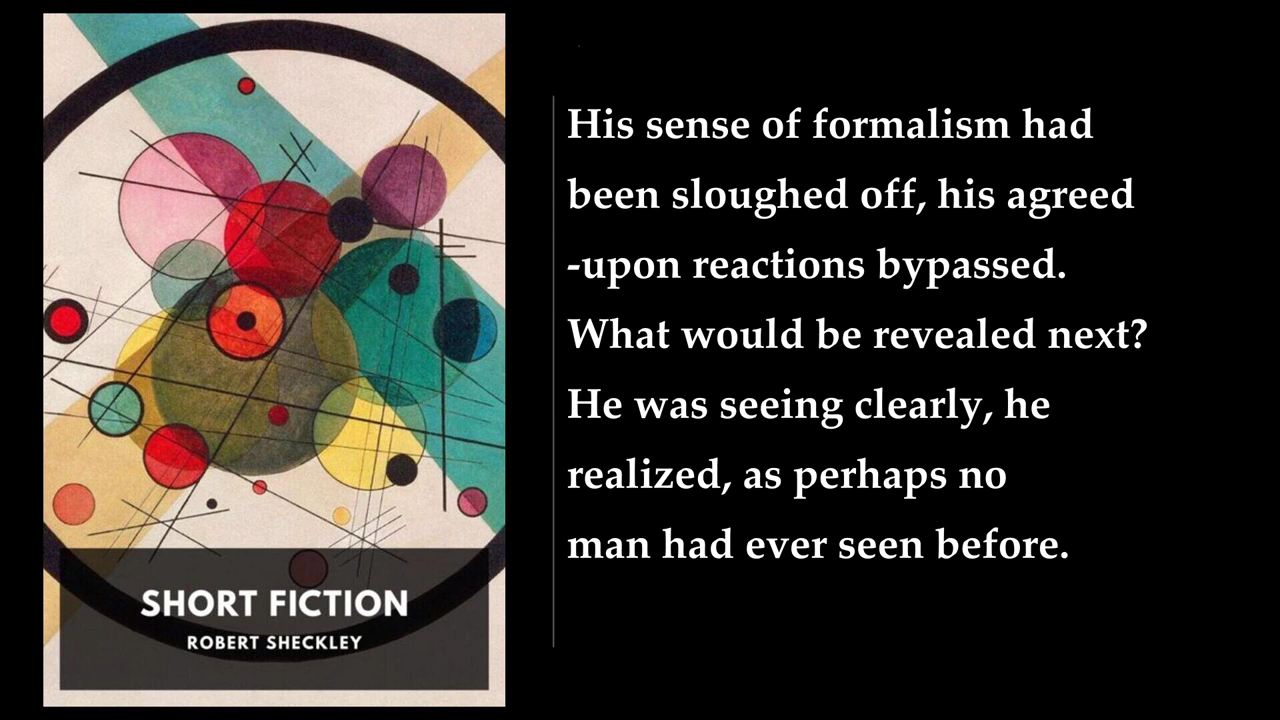 SHORT FICTION
ROBERT SHECKLEY
His sense of formalism had
been sloughed off, his agreed
-upon reactions bypassed.
What would be revealed next?
He was seeing clearly, he
realized, as perhaps no
man had ever seen before.